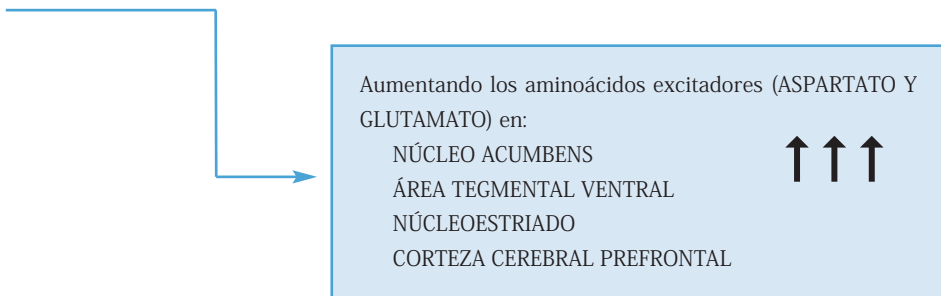 Aumentando los aminoácidos excitadores (ASPARTATO Y
GLUTAMATO) en:
NÚCLEO ACUMBENS
ÁREA TEGMENTAL VENTRAL
NÚCLEOESTRIADO
CORTEZA CEREBRAL PREFRONTAL